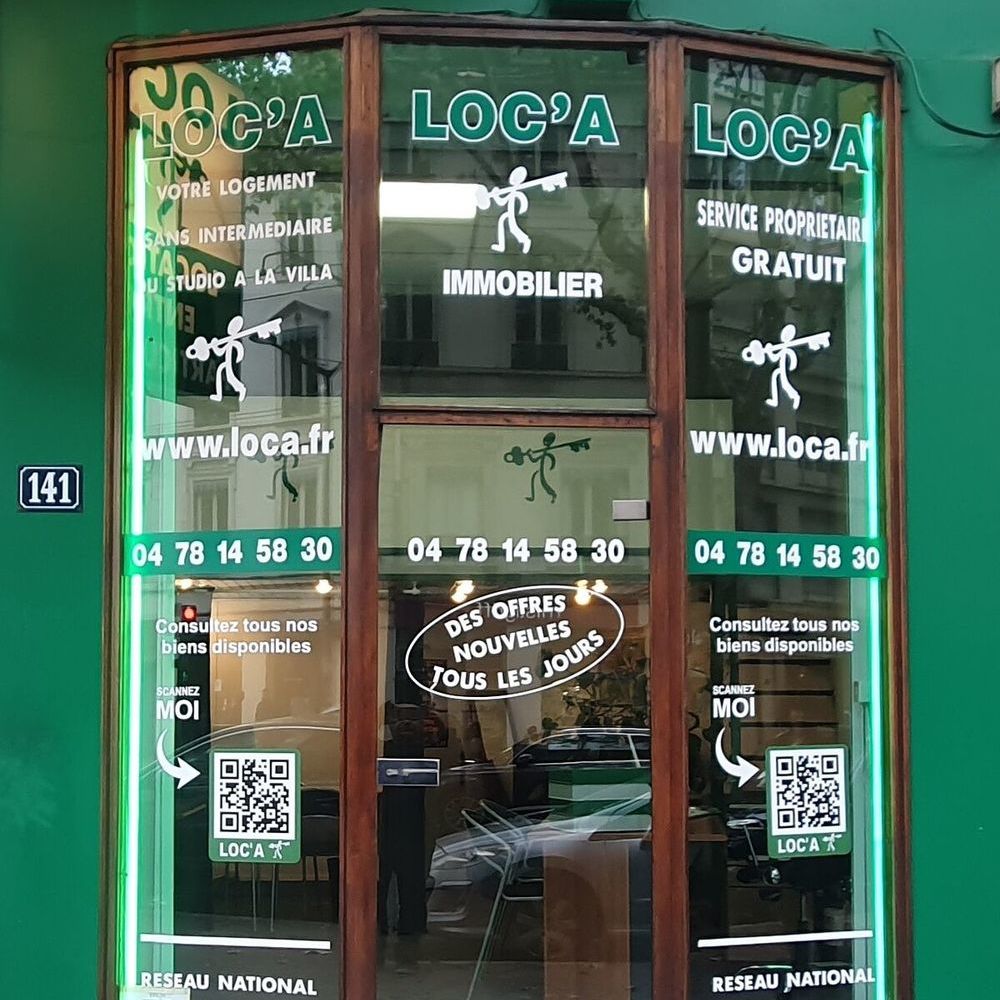 LOC'A
VOTRE LOGEMENT
SANS INTERMEDIAIRE
DU STUDIO A LA VILLA
www.loca.fr
04 78 14 58 30
Consultez tous nos
biens disponibles
SCANNEZ
MOI
LOC'A
RESEAU NATIONAL
LOC'A
IMMOBILIER
04 78 14 58 30
DES OFFRES
NOUVELLES
TOUS LES JOURS
LOC'A
SERVICE PROPRIETAIRE
GRATUIT
www.loca.fr
04 78 14 58 30
Consultez tous nos
biens disponibles
SCANNEZ
MOI
LOC'A
RESEAU NATIONAL
141